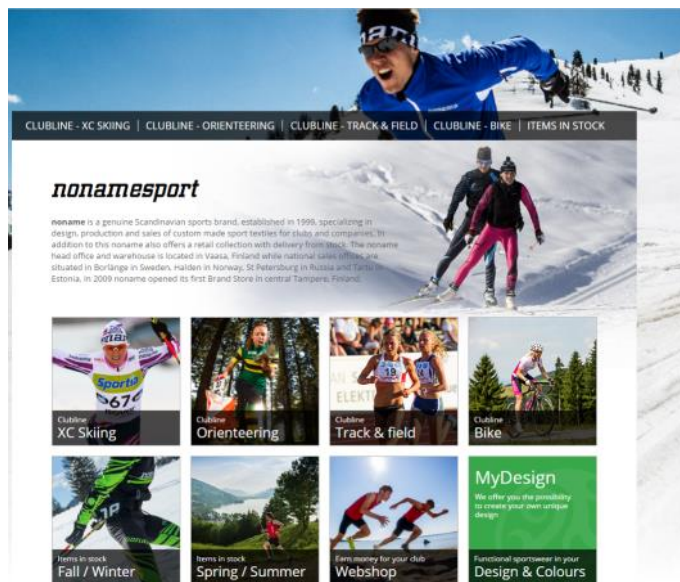 CLUBLINE - XC SKIING | CLUBLINE - ORIENTEERING | CLUBLINE - TRACK & FIELD | CLUBLINE - BIKE | ITEMS IN STOCK
nonamesport
noname is a genuine Scandinavian sports brand, established in 1999, specializing in
design, production and sales of custom made sport textiles for clubs and companies. In
addition to this noname also offers a retail collection with delivery from stock. The noname
head office and warehouse is located in Vaasa, Finland while national sales offices are
situated in Borlänge in Sweden, Halden in Norway, St Petersburg in Russia and Tartu in
Estonia. In 2009 noname opened its first Brand Store in central Tampere, Finland.
Sportia
67
Clubline
XC Skiing
Clubline
Orienteering
19
Clubline
Track & field
Clubline
Bike
Items in stock
Fall / Winter
Items in stock
Spring / Summer
Earn money for your club
Webshop
MyDesign
We offer you the possibility
to create your own unique
design
Functional sportswear in your
Design & Colours